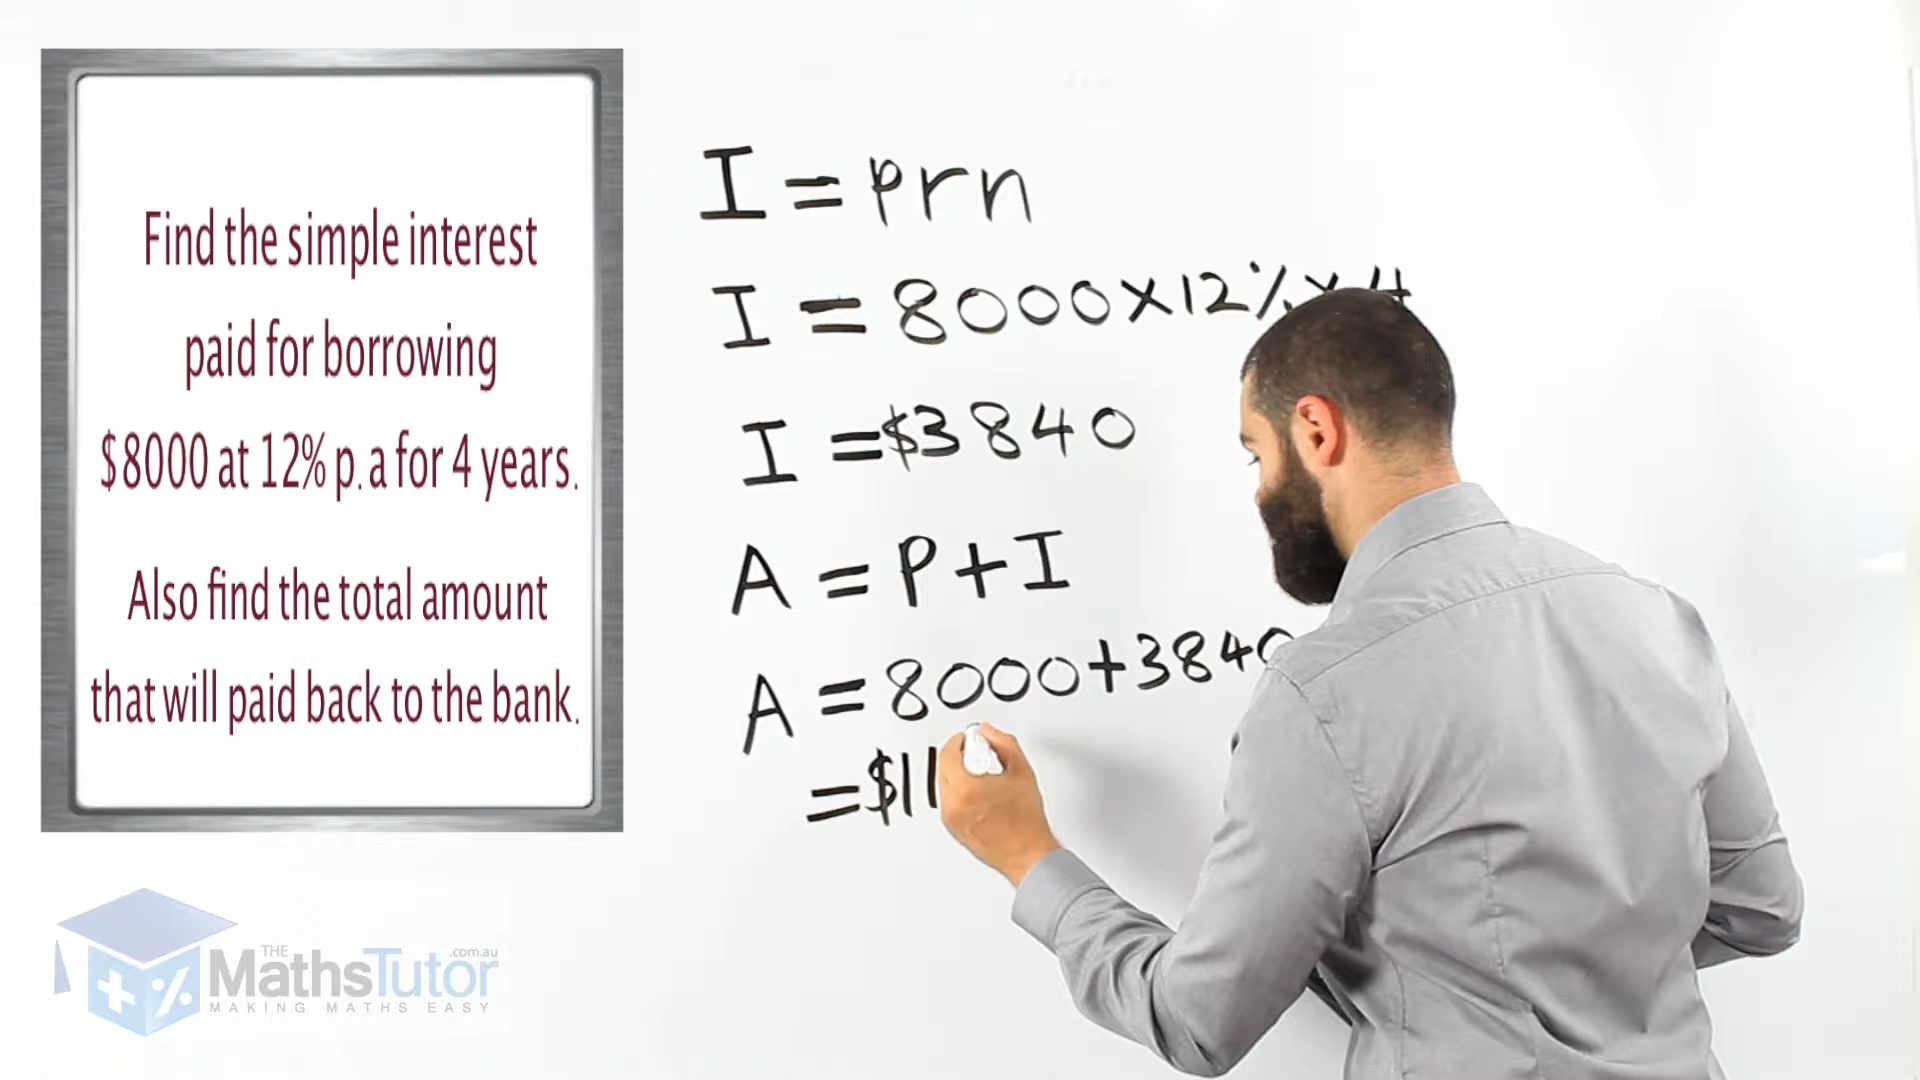 Find the simple interest
paid for borrowing
$8000 at 12% p.a for 4 years.
Also find the total amount
that will paid back to the bank.
I = prn
I = 8000 x 12% x 4
I = $3840
A = P + I
A = 8000 + 3840
= $11
THE MathsTutor .com.au
MAKING MATHS EASY